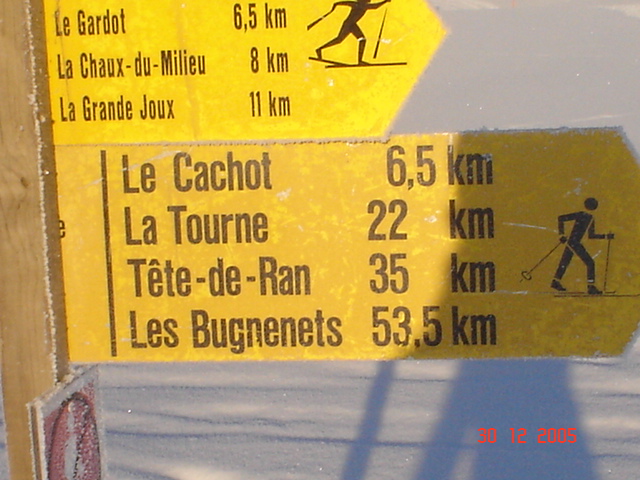 Le Gardot 6,5 km
La Chaux-du-Milieu 8 km
La Grande Joux 11 km
Le Cachot 6,5 km
La Tourne 22 km
Tête-de-Ran 35 km
Les Bugnenets 53,5 km
30 12 2005